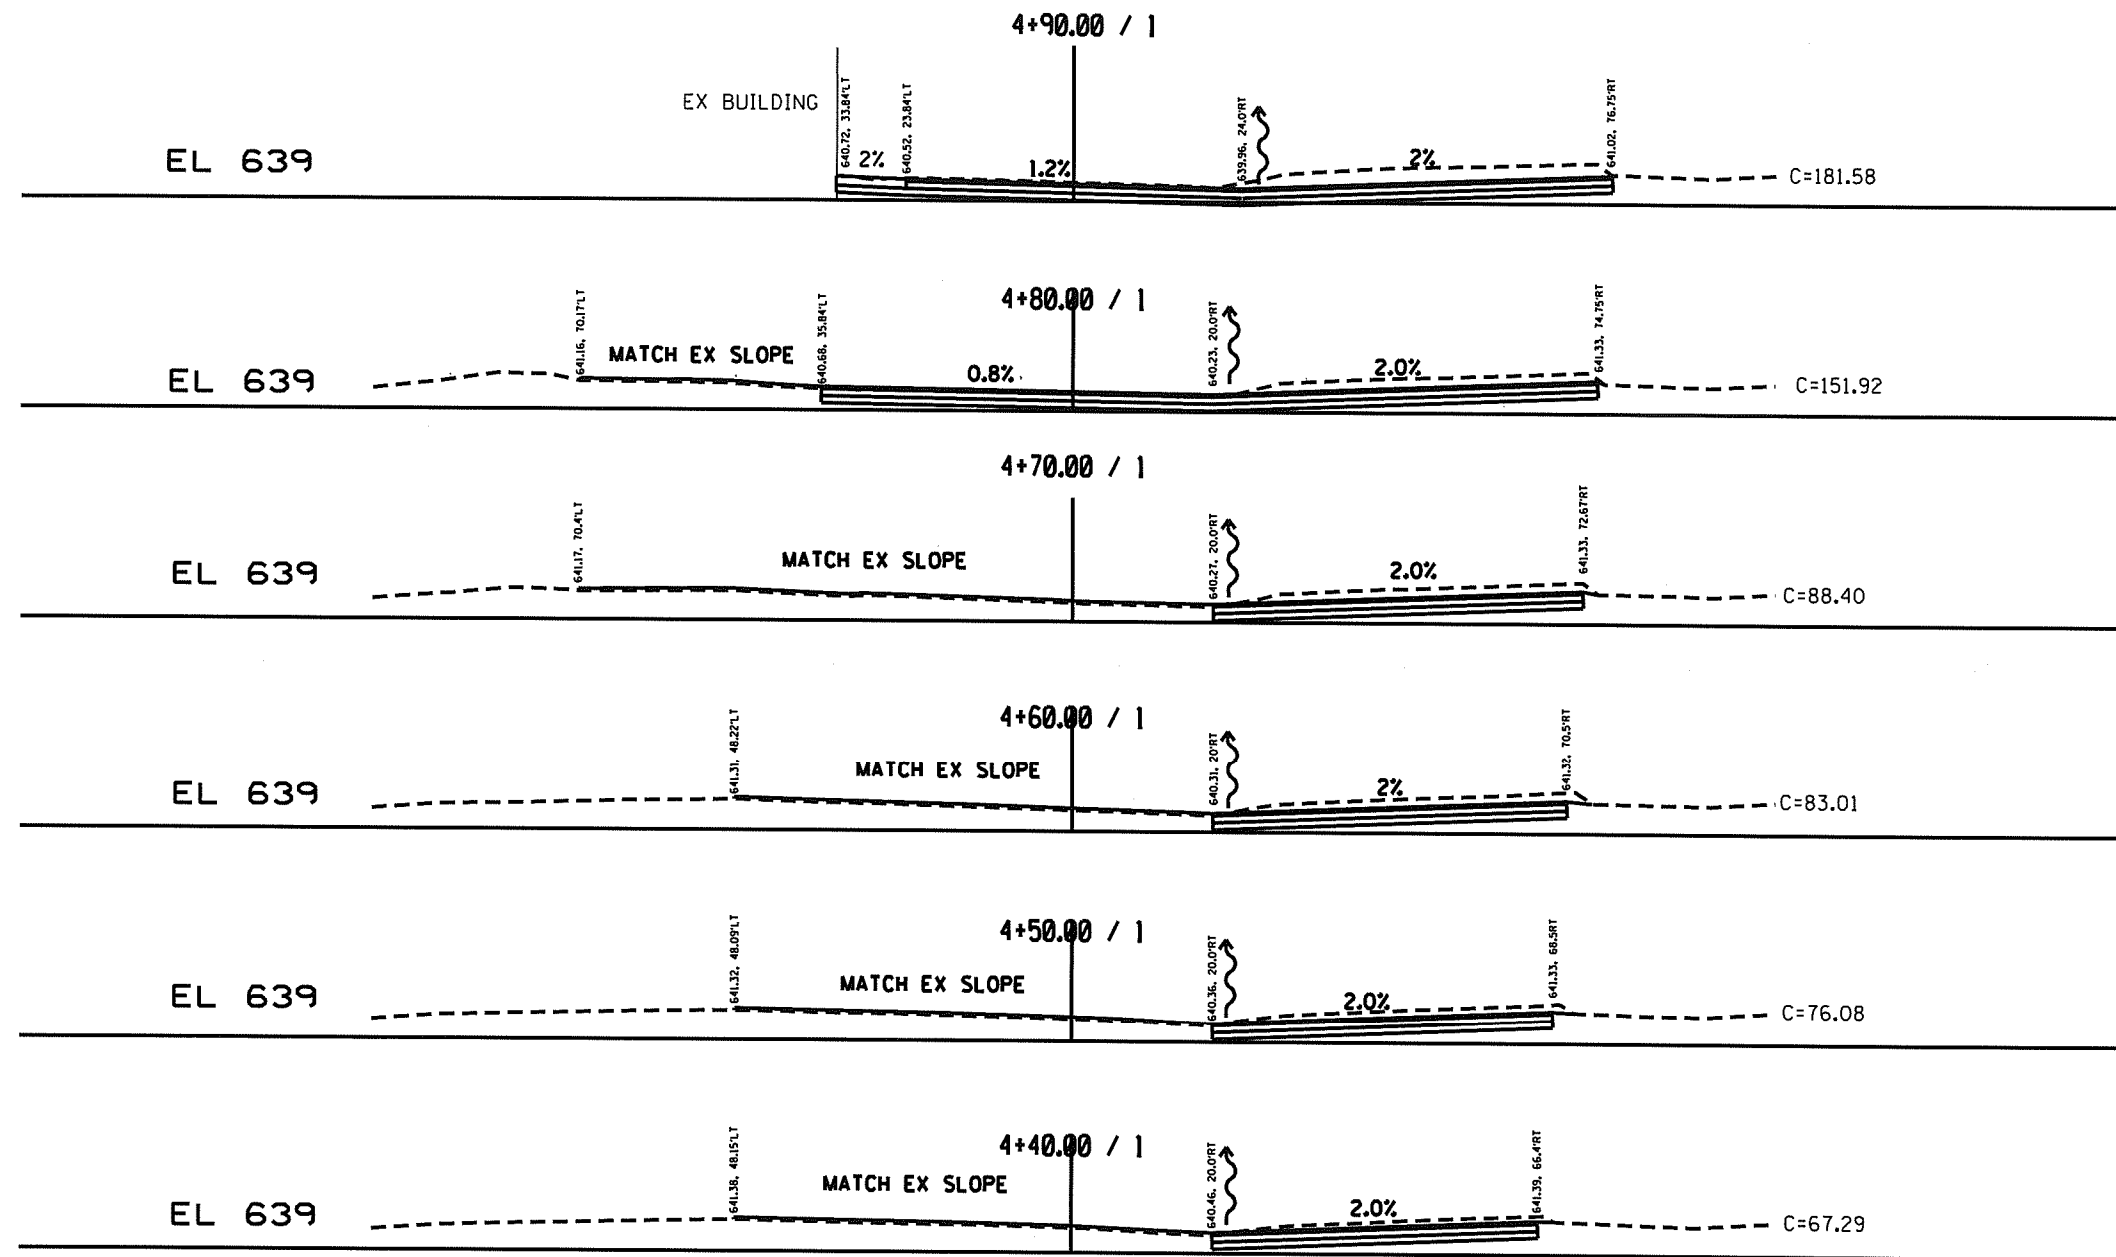 4+90.00 / 1
EX BUILDING
640.72, 33.84'LT
640.52, 23.84'LT
639.96, 24.0'RT
641.02, 76.75'RT
EL 639
2%
1.2%
2%
C=181.58
4+80.00 / 1
641.16, 70.17'LT
640.68, 35.84'LT
640.23, 20.0'RT
641.33, 74.75'RT
MATCH EX SLOPE
EL 639
0.8%
2.0%
C=151.92
4+70.00 / 1
641.17, 70.4'LT
640.27, 20.0'RT
641.33, 72.67'RT
MATCH EX SLOPE
EL 639
2.0%
C=88.40
4+60.00 / 1
641.31, 48.22'LT
640.31, 20'RT
641.32, 70.5'RT
MATCH EX SLOPE
EL 639
2%
C=83.01
4+50.00 / 1
641.32, 48.09'LT
640.36, 20.0'RT
641.33, 68.5RT
MATCH EX SLOPE
EL 639
2.0%
C=76.08
4+40.00 / 1
641.38, 48.15'LT
640.46, 20.0'RT
641.39, 66.4'RT
MATCH EX SLOPE
EL 639
2.0%
C=67.29